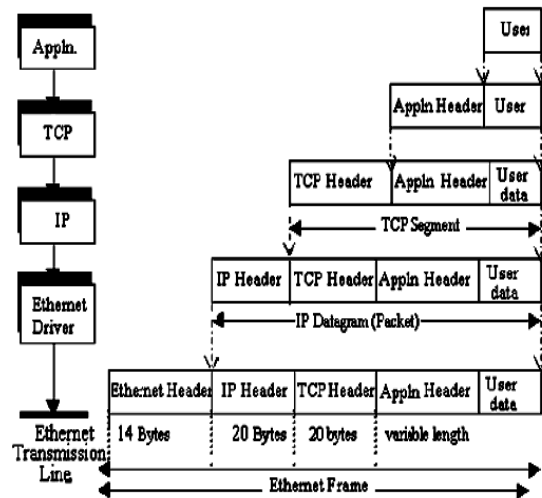 User
Appln.
Appln Header User
TCP
TCP Header Appln Header User data
TCP Segment
IP
IP Header TCP Header Appln Header User data
IP Datagram (Packet)
Ethernet Driver
Ethernet Header IP Header TCP Header Appln Header User data
14 Bytes 20 Bytes 20 bytes variable length
Ethernet Transmission Line
Ethernet Frame